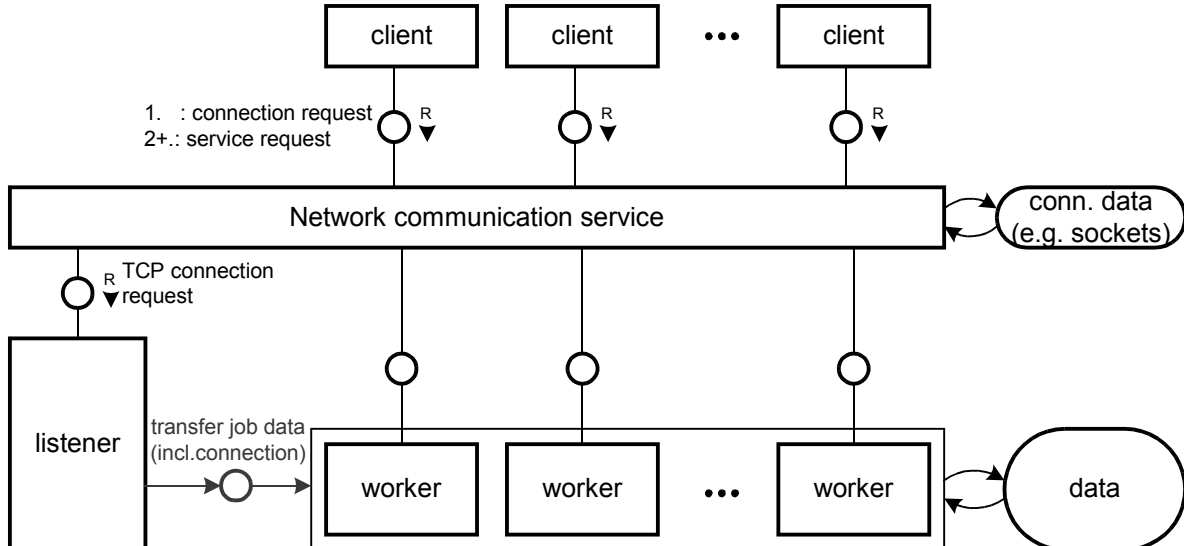 client client ••• client
1. : connection request
2+.: service request
R R R
Network communication service
conn. data
(e.g. sockets)
R TCP connection
request
listener
transfer job data
(incl.connection)
worker worker ••• worker
data